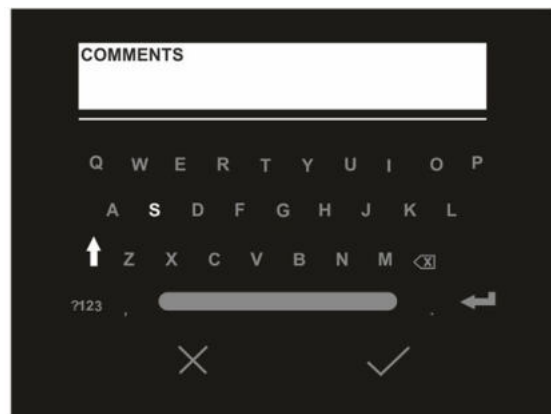 COMMENTS
Q W E R T Y U I O P
A S D F G H J K L
Z X C V B N M
?123 , .